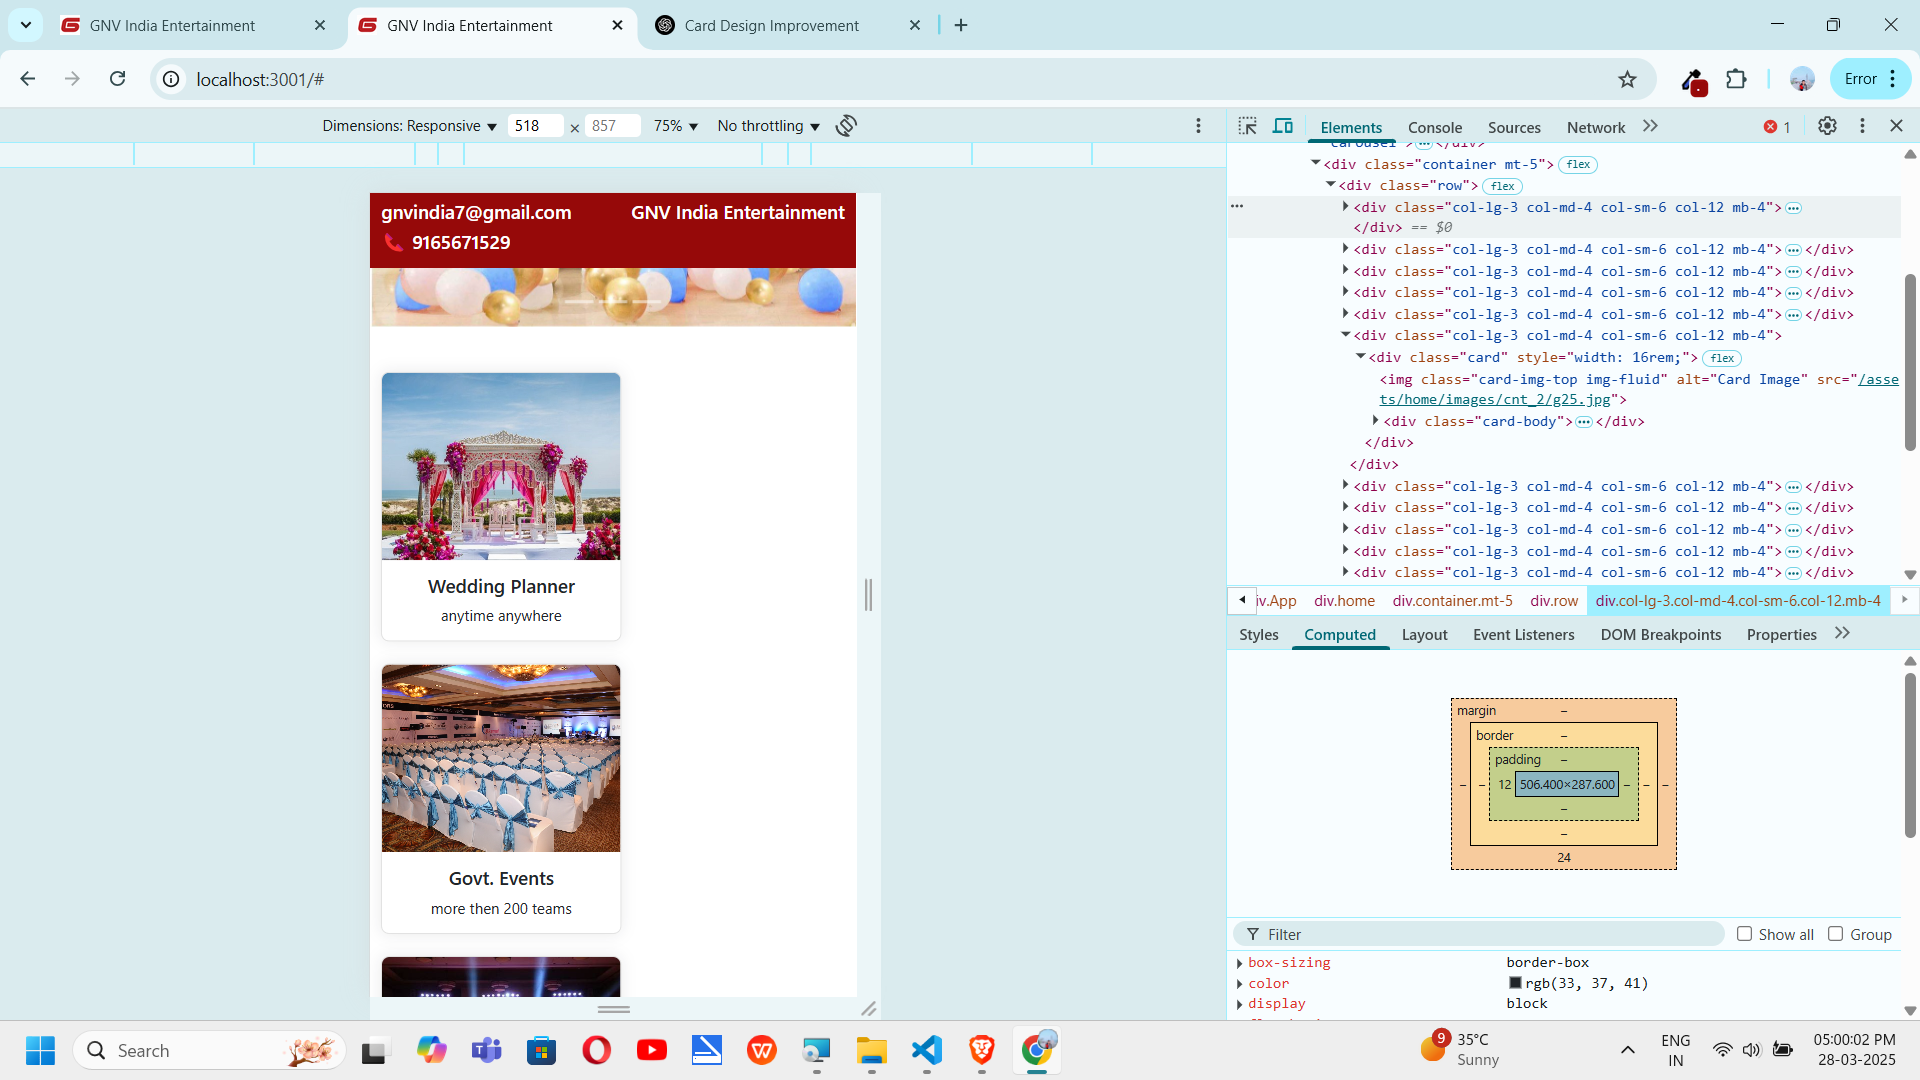 GNV India Entertainment
GNV India Entertainment
Card Design Improvement
localhost:3001/#
Error
Dimensions: Responsive
518
×
857
75%
No throttling
Elements
Console
Sources
Network
1
gnvindia7@gmail.com
GNV India Entertainment
9165671529
Wedding Planner
anytime anywhere
Govt. Events
more then 200 teams
carousel">…</div>
<div class="container mt-5"> flex
<div class="row"> flex
<div class="col-lg-3 col-md-4 col-sm-6 col-12 mb-4">…
</div> == $0
<div class="col-lg-3 col-md-4 col-sm-6 col-12 mb-4">…</div>
<div class="col-lg-3 col-md-4 col-sm-6 col-12 mb-4">…</div>
<div class="col-lg-3 col-md-4 col-sm-6 col-12 mb-4">…</div>
<div class="col-lg-3 col-md-4 col-sm-6 col-12 mb-4">…</div>
<div class="col-lg-3 col-md-4 col-sm-6 col-12 mb-4">
<div class="card" style="width: 16rem;"> flex
<img class="card-img-top img-fluid" alt="Card Image" src="/asse
ts/home/images/cnt_2/g25.jpg">
<div class="card-body">…</div>
</div>
</div>
<div class="col-lg-3 col-md-4 col-sm-6 col-12 mb-4">…</div>
<div class="col-lg-3 col-md-4 col-sm-6 col-12 mb-4">…</div>
<div class="col-lg-3 col-md-4 col-sm-6 col-12 mb-4">…</div>
<div class="col-lg-3 col-md-4 col-sm-6 col-12 mb-4">…</div>
<div class="col-lg-3 col-md-4 col-sm-6 col-12 mb-4">…</div>
iv.App
div.home
div.container.mt-5
div.row
div.col-lg-3.col-md-4.col-sm-6.col-12.mb-4
Styles
Computed
Layout
Event Listeners
DOM Breakpoints
Properties
margin –
border –
padding –
– – 12 506.400×287.600 – – –
–
–
24
Filter
Show all
Group
box-sizing border-box
color rgb(33, 37, 41)
display block
Search
9
35°C
Sunny
ENG
IN
05:00:02 PM
28-03-2025